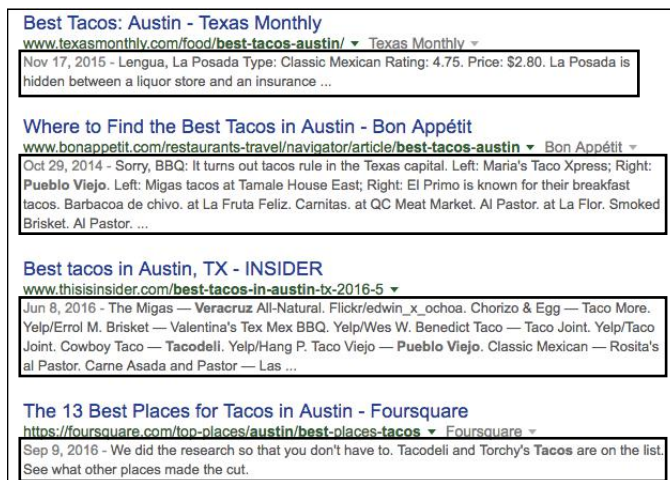 Best Tacos: Austin - Texas Monthly
www.texasmonthly.com/food/best-tacos-austin/ ▾ Texas Monthly ▾
Nov 17, 2015 - Lengua, La Posada Type: Classic Mexican Rating: 4.75. Price: $2.80. La Posada is
hidden between a liquor store and an insurance ...
Where to Find the Best Tacos in Austin - Bon Appétit
www.bonappetit.com/restaurants-travel/navigator/article/best-tacos-austin ▾ Bon Appétit ▾
Oct 29, 2014 - Sorry, BBQ: It turns out tacos rule in the Texas capital. Left: Maria's Taco Xpress; Right:
Pueblo Viejo. Left: Migas tacos at Tamale House East; Right: El Primo is known for their breakfast
tacos. Barbacoa de chivo. at La Fruta Feliz. Carnitas. at QC Meat Market. Al Pastor. at La Flor. Smoked
Brisket. Al Pastor. ...
Best tacos in Austin, TX - INSIDER
www.thisisinsider.com/best-tacos-in-austin-tx-2016-5 ▾
Jun 8, 2016 - The Migas — Veracruz All-Natural. Flickr/edwin_x_ochoa. Chorizo & Egg — Taco More.
Yelp/Errol M. Brisket — Valentina's Tex Mex BBQ. Yelp/Wes W. Benedict Taco — Taco Joint. Yelp/Taco
Joint. Cowboy Taco — Tacodeli. Yelp/Hang P. Taco Viejo — Pueblo Viejo. Classic Mexican — Rosita's
al Pastor. Carne Asada and Pastor — Las ...
The 13 Best Places for Tacos in Austin - Foursquare
https://foursquare.com/top-places/austin/best-places-tacos ▾ Foursquare ▾
Sep 9, 2016 - We did the research so that you don't have to. Tacodeli and Torchy's Tacos are on the list.
See what other places made the cut.